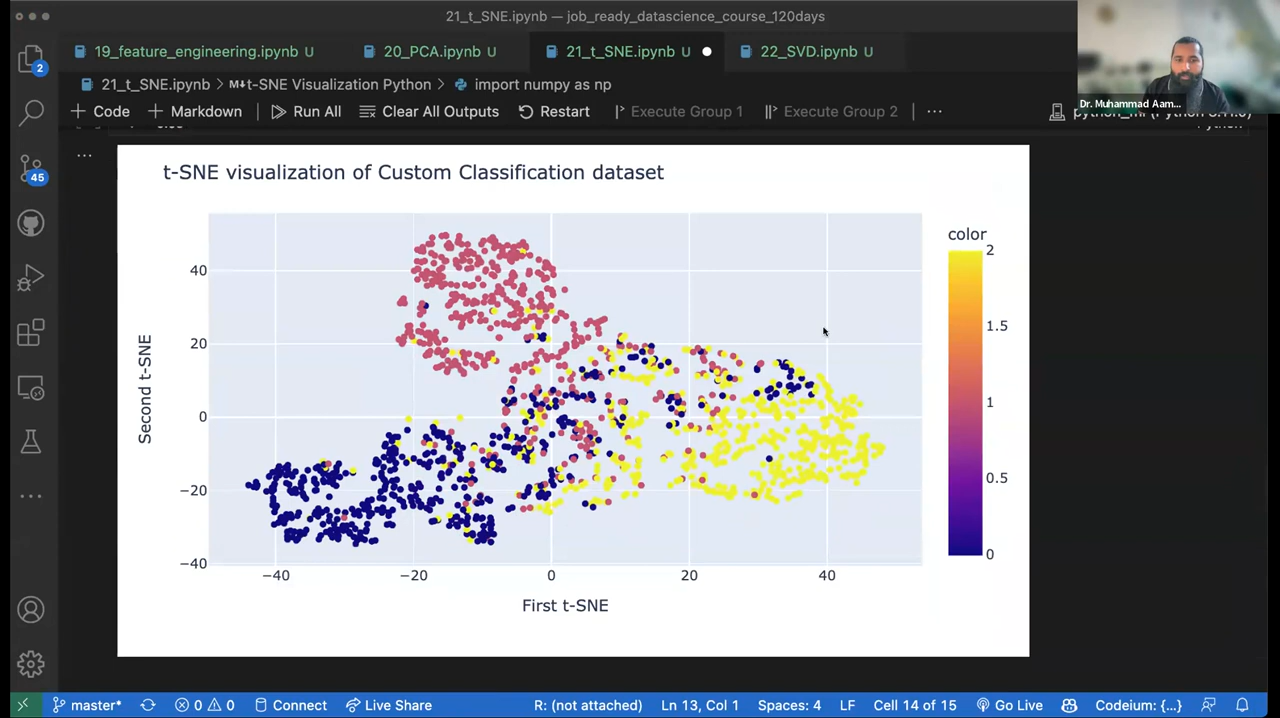 21_t_SNE.ipynb — job_ready_datascience_course_120days
19_feature_engineering.ipynb U 20_PCA.ipynb U 21_t_SNE.ipynb U 22_SVD.ipynb U
21_t_SNE.ipynb > M↓t-SNE Visualization Python > import numpy as np
+ Code + Markdown Run All Clear All Outputs Restart Execute Group 1 Execute Group 2 ...
Dr. Muhammad Aam...
2
45
t-SNE visualization of Custom Classification dataset
color
2
1.5
1
0.5
0
Second t-SNE
40
20
0
−20
−40
−40 −20 0 20 40
First t-SNE
master* 0 0 Connect Live Share R: (not attached) Ln 13, Col 1 Spaces: 4 LF Cell 14 of 15 Go Live Codeium: {...}